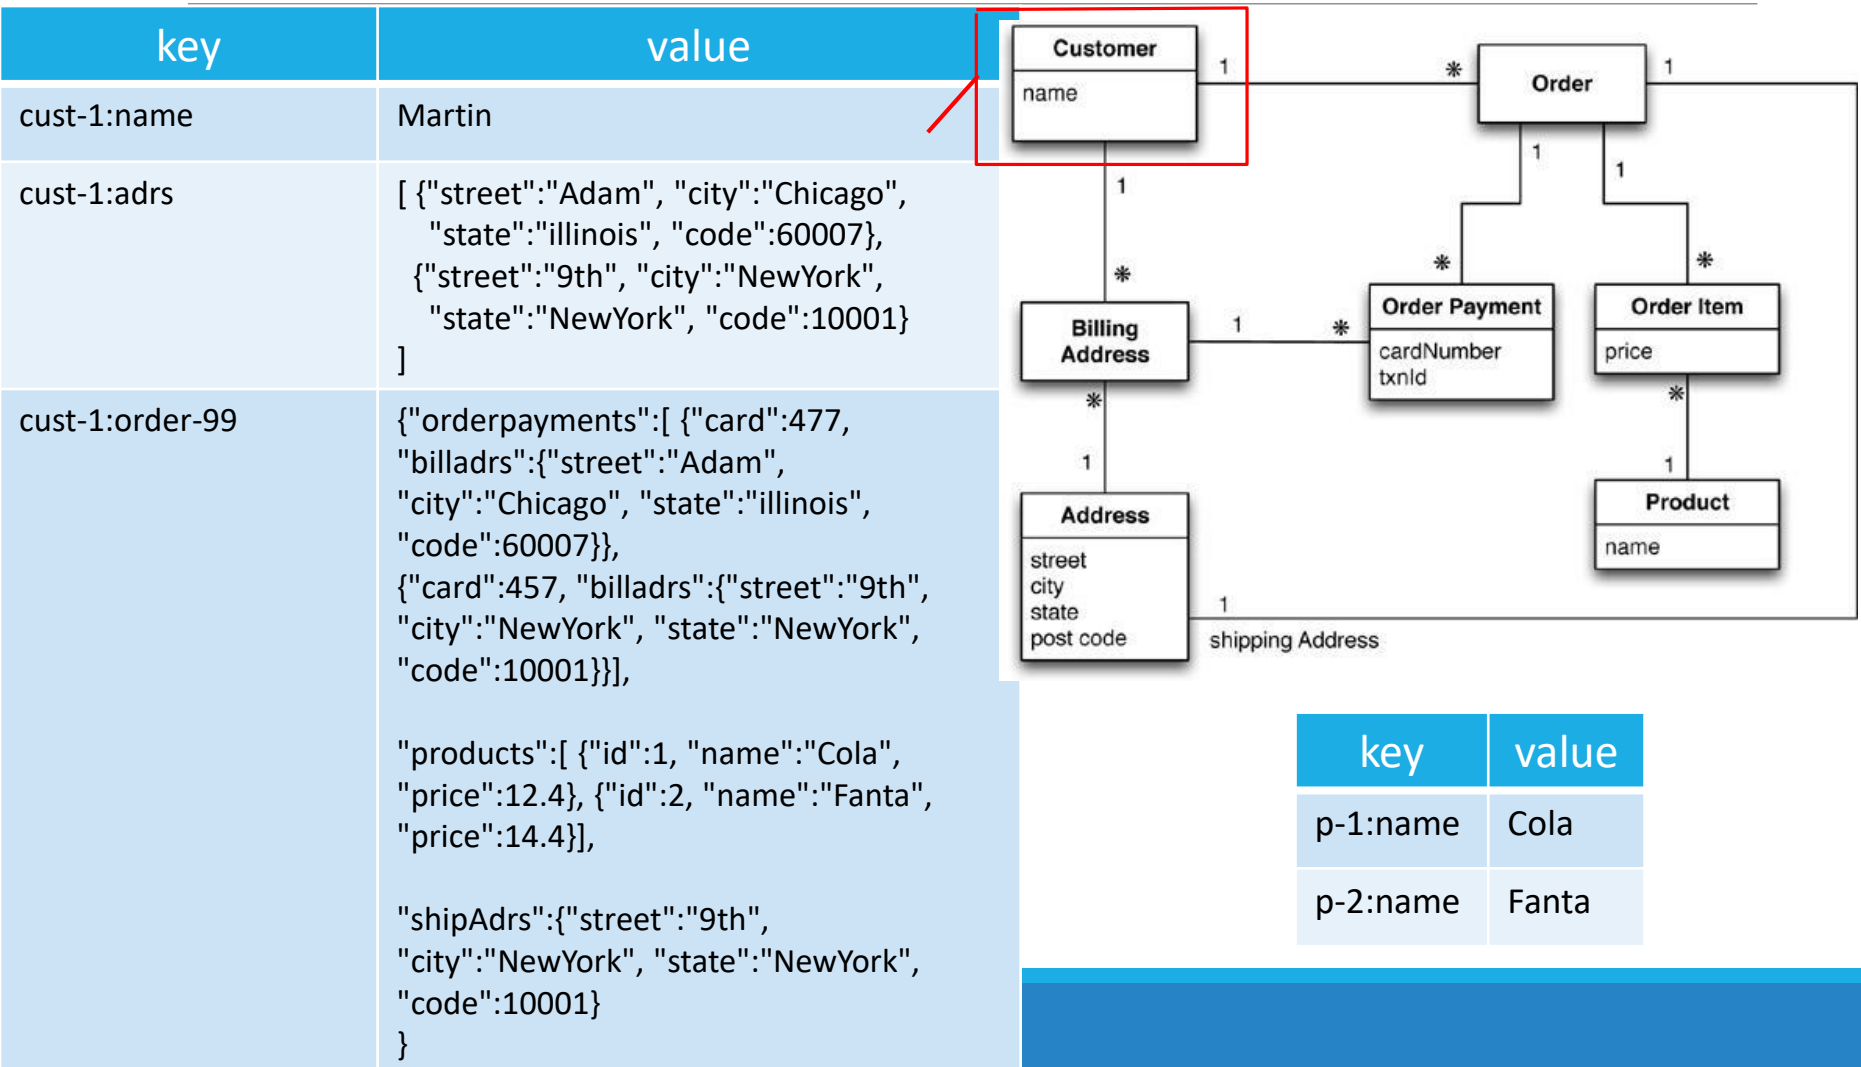 key value
cust-1:name Martin
cust-1:adrs [ {"street":"Adam", "city":"Chicago",
"state":"illinois", "code":60007},
{"street":"9th", "city":"NewYork",
"state":"NewYork", "code":10001}
]
cust-1:order-99 {"orderpayments":[ {"card":477,
"billadrs":{"street":"Adam",
"city":"Chicago", "state":"illinois",
"code":60007}},
{"card":457, "billadrs":{"street":"9th",
"city":"NewYork", "state":"NewYork",
"code":10001}}],
"products":[ {"id":1, "name":"Cola",
"price":12.4}, {"id":2, "name":"Fanta",
"price":14.4}],
"shipAdrs":{"street":"9th",
"city":"NewYork", "state":"NewYork",
"code":10001}
}
Customer
name
1
*
Order
1
1
1
1
*
*
*
Billing
Address
1
*
Order Payment
cardNumber
txnId
Order Item
price
*
*
1
1
Address
street
city
state
post code
Product
name
1
shipping Address
key value
p-1:name Cola
p-2:name Fanta